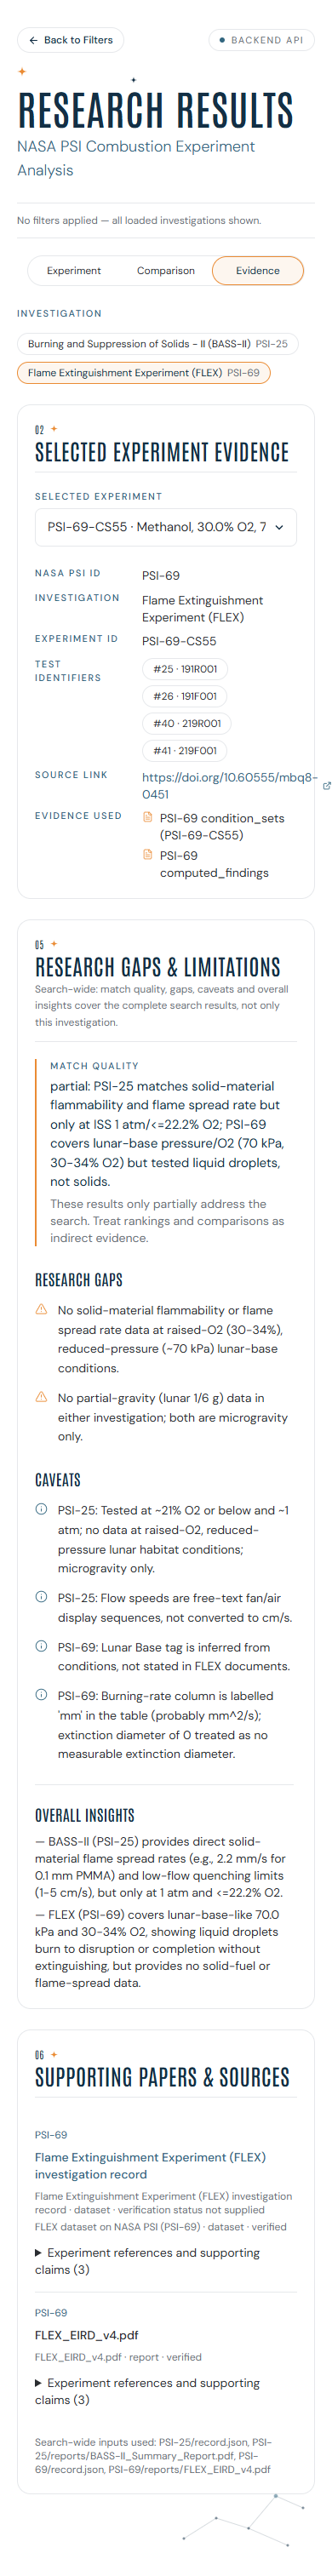 ← Back to Filters
BACKEND API
RESEARCH RESULTS
NASA PSI Combustion Experiment
Analysis
No filters applied — all loaded investigations shown.
Experiment
Comparison
Evidence
INVESTIGATION
Burning and Suppression of Solids – II (BASS-II) PSI-25
Flame Extinguishment Experiment (FLEX) PSI-69
02
SELECTED EXPERIMENT EVIDENCE
SELECTED EXPERIMENT
PSI-69-CS55 · Methanol, 30.0% O2, 7
NASA PSI ID
PSI-69
INVESTIGATION
Flame Extinguishment
Experiment (FLEX)
EXPERIMENT ID
PSI-69-CS55
TEST
IDENTIFIERS
#25 · 191R001
#26 · 191F001
#40 · 219R001
#41 · 219F001
SOURCE LINK
https://doi.org/10.60555/mbq8-
0451
EVIDENCE USED
PSI-69 condition_sets
(PSI-69-CS55)
PSI-69
computed_findings
05
RESEARCH GAPS & LIMITATIONS
Search-wide: match quality, gaps, caveats and overall
insights cover the complete search results, not only
this investigation.
MATCH QUALITY
partial: PSI-25 matches solid-material
flammability and flame spread rate but
only at ISS 1 atm/<=22.2% O2; PSI-69
covers lunar-base pressure/O2 (70 kPa,
30-34% O2) but tested liquid droplets,
not solids.
These results only partially address the
search. Treat rankings and comparisons as
indirect evidence.
RESEARCH GAPS
No solid-material flammability or flame
spread rate data at raised-O2 (30-34%),
reduced-pressure (~70 kPa) lunar-base
conditions.
No partial-gravity (lunar 1/6 g) data in
either investigation; both are microgravity
only.
CAVEATS
PSI-25: Tested at ~21% O2 or below and ~1
atm; no data at raised-O2, reduced-
pressure lunar habitat conditions;
microgravity only.
PSI-25: Flow speeds are free-text fan/air
display sequences, not converted to cm/s.
PSI-69: Lunar Base tag is inferred from
conditions, not stated in FLEX documents.
PSI-69: Burning-rate column is labelled
'mm' in the table (probably mm^2/s);
extinction diameter of 0 treated as no
measurable extinction diameter.
OVERALL INSIGHTS
— BASS-II (PSI-25) provides direct solid-
material flame spread rates (e.g., 2.2 mm/s for
0.1 mm PMMA) and low-flow quenching limits
(1-5 cm/s), but only at 1 atm and <=22.2% O2.
— FLEX (PSI-69) covers lunar-base-like 70.0
kPa and 30-34% O2, showing liquid droplets
burn to disruption or completion without
extinguishing, but provides no solid-fuel or
flame-spread data.
06
SUPPORTING PAPERS & SOURCES
PSI-69
Flame Extinguishment Experiment (FLEX)
investigation record
Flame Extinguishment Experiment (FLEX) investigation
record · dataset · verification status not supplied
FLEX dataset on NASA PSI (PSI-69) · dataset · verified
▶ Experiment references and supporting
claims (3)
PSI-69
FLEX_EIRD_v4.pdf
FLEX_EIRD_v4.pdf · report · verified
▶ Experiment references and supporting
claims (3)
Search-wide inputs used: PSI-25/record.json, PSI-
25/reports/BASS-II_Summary_Report.pdf, PSI-
69/record.json, PSI-69/reports/FLEX_EIRD_v4.pdf